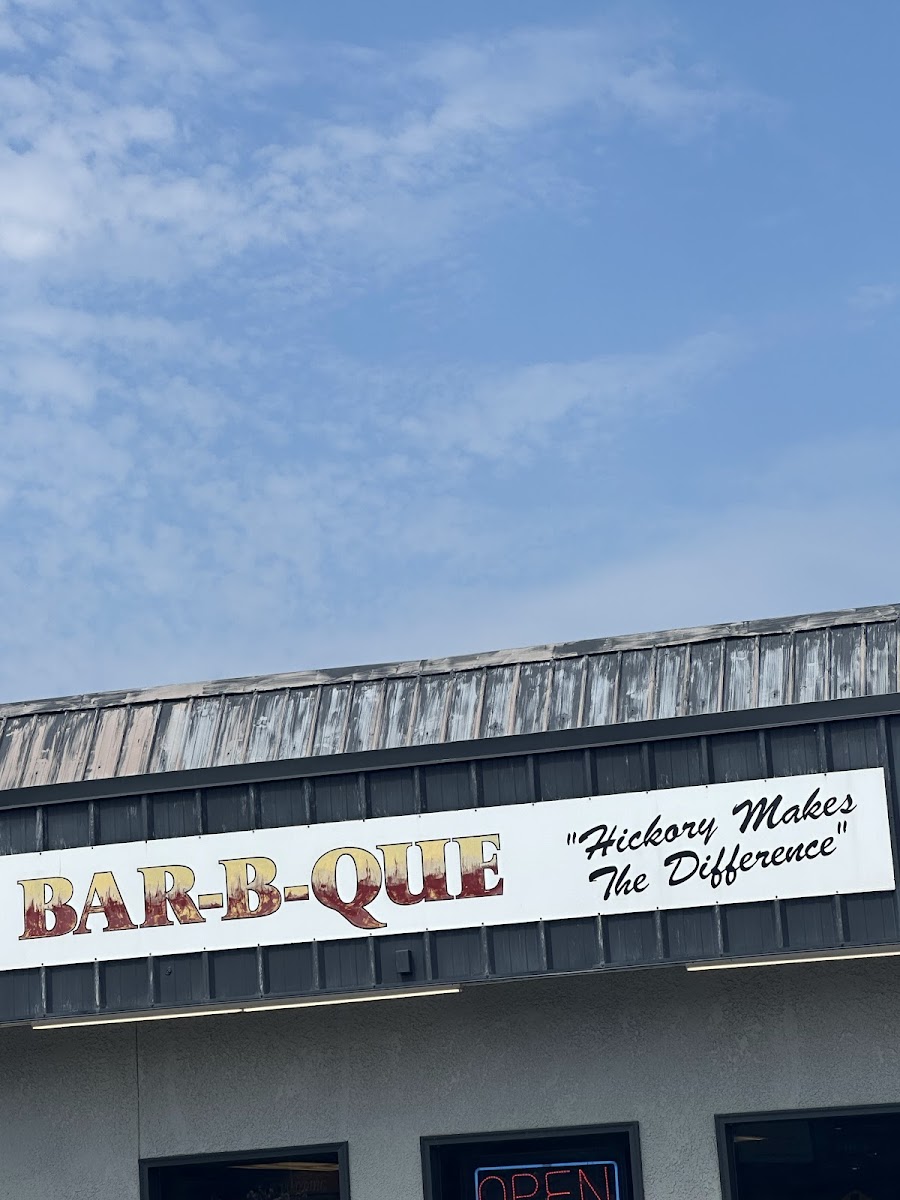 BAR-B-QUE
"Hickory Makes
The Difference"
OPEN